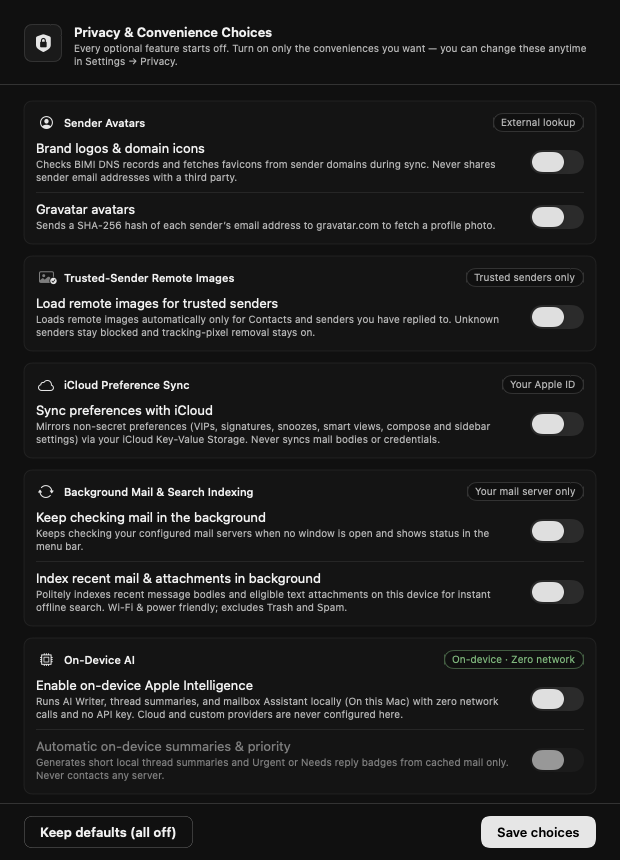 Privacy & Convenience Choices
Every optional feature starts off. Turn on only the conveniences you want — you can change these anytime
in Settings → Privacy.
Sender Avatars
External lookup
Brand logos & domain icons
Checks BIMI DNS records and fetches favicons from sender domains during sync. Never shares
sender email addresses with a third party.
Gravatar avatars
Sends a SHA-256 hash of each sender's email address to gravatar.com to fetch a profile photo.
Trusted-Sender Remote Images
Trusted senders only
Load remote images for trusted senders
Loads remote images automatically only for Contacts and senders you have replied to. Unknown
senders stay blocked and tracking-pixel removal stays on.
iCloud Preference Sync
Your Apple ID
Sync preferences with iCloud
Mirrors non-secret preferences (VIPs, signatures, snoozes, smart views, compose and sidebar
settings) via your iCloud Key-Value Storage. Never syncs mail bodies or credentials.
Background Mail & Search Indexing
Your mail server only
Keep checking mail in the background
Keeps checking your configured mail servers when no window is open and shows status in the
menu bar.
Index recent mail & attachments in background
Politely indexes recent message bodies and eligible text attachments on this device for instant
offline search. Wi-Fi & power friendly; excludes Trash and Spam.
On-Device AI
On-device · Zero network
Enable on-device Apple Intelligence
Runs AI Writer, thread summaries, and mailbox Assistant locally (On this Mac) with zero network
calls and no API key. Cloud and custom providers are never configured here.
Automatic on-device summaries & priority
Generates short local thread summaries and Urgent or Needs reply badges from cached mail only.
Never contacts any server.
Keep defaults (all off)
Save choices